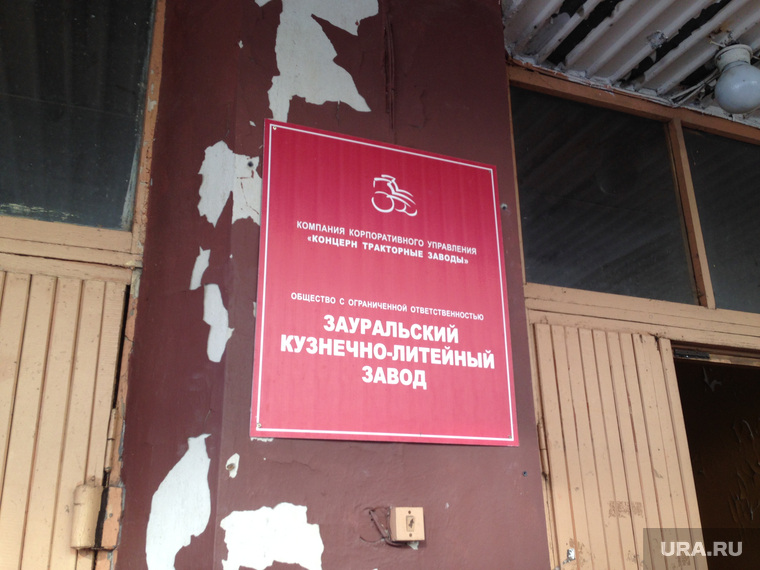 КОМПАНИЯ КОРПОРАТИВНОГО УПРАВЛЕНИЯ
«КОНЦЕРН ТРАКТОРНЫЕ ЗАВОДЫ»
ОБЩЕСТВО С ОГРАНИЧЕННОЙ ОТВЕТСТВЕННОСТЬЮ
ЗАУРАЛЬСКИЙ
КУЗНЕЧНО-ЛИТЕЙНЫЙ
ЗАВОД
URA.RU